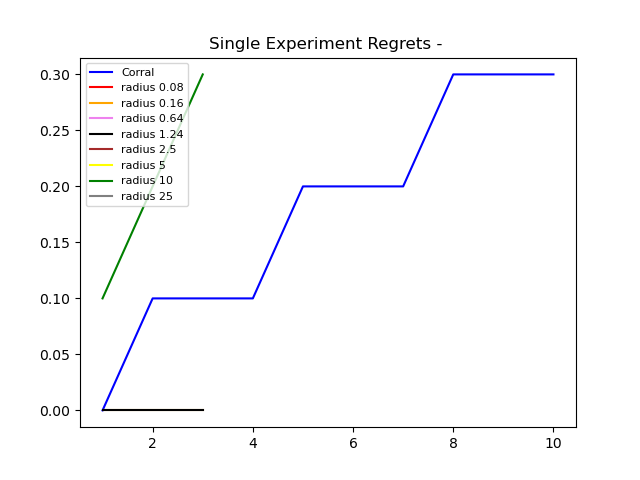 Single Experiment Regrets -
0.30
0.25
0.20
0.15
0.10
0.05
0.00
Corral
radius 0.08
radius 0.16
radius 0.64
radius 1.24
radius 2.5
radius 5
radius 10
radius 25
2 4 6 8 10